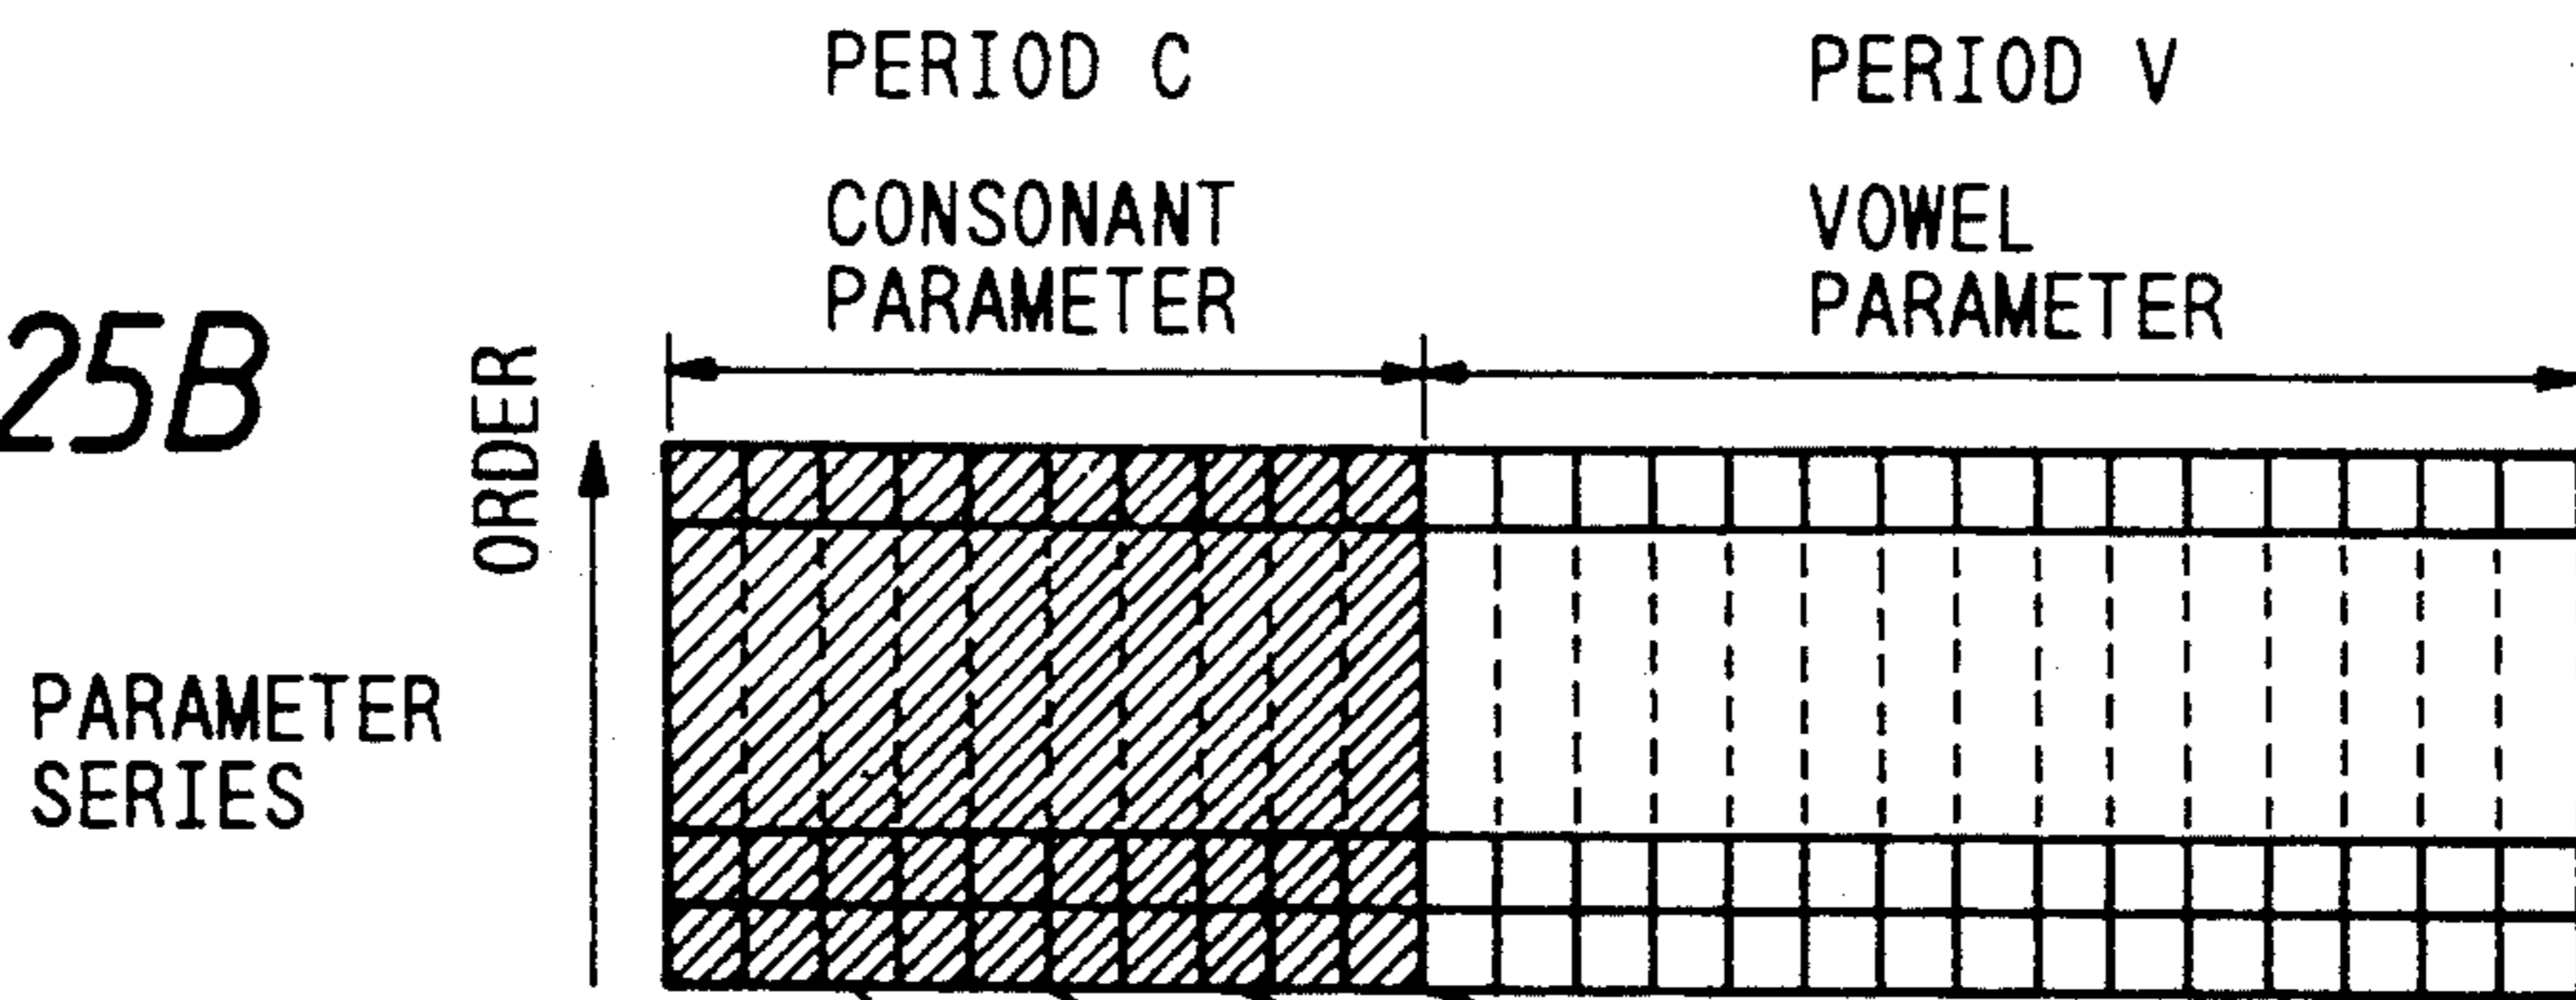 PERIOD C
PERIOD V
CONSONANT
PARAMETER
VOWEL
PARAMETER
25B
ORDER
PARAMETER
SERIES